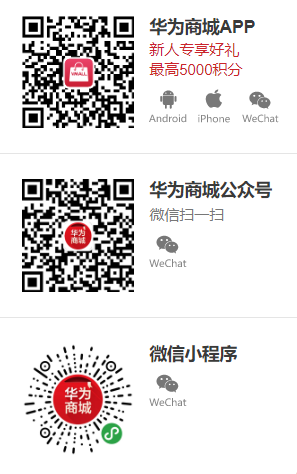 华为商城APP
新人专享好礼
最高5000积分
VMALL
Android iPhone WeChat
华为商城公众号
微信扫一扫
华为
商城
WeChat
微信小程序
华为
商城
WeChat